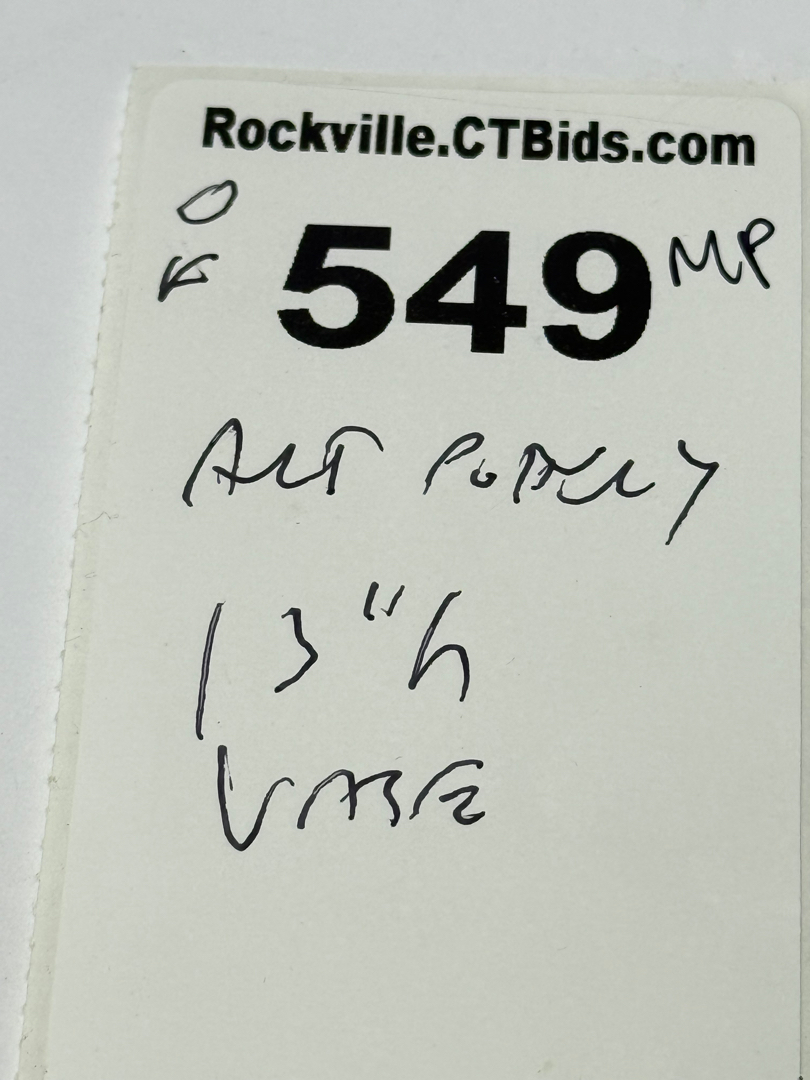 Rockville.CTBids.com
O
K 549 MP
ART POTTERY
13"h
VASE